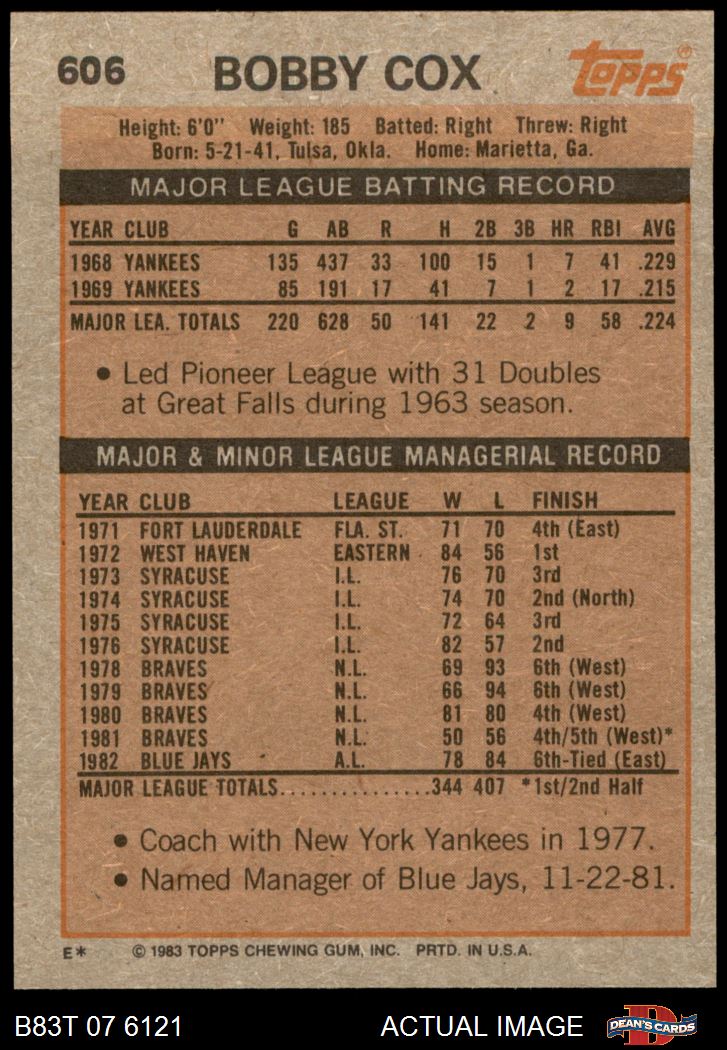 606 BOBBY COX Topps®
Height: 6'0" Weight: 185 Batted: Right Threw: Right
Born: 5-21-41, Tulsa, Okla. Home: Marietta, Ga.
MAJOR LEAGUE BATTING RECORD
YEAR CLUB G AB R H 2B 3B HR RBI AVG
1968 YANKEES 135 437 33 100 15 1 7 41 .229
1969 YANKEES 85 191 17 41 7 1 2 17 .215
MAJOR LEA. TOTALS 220 628 50 141 22 2 9 58 .224
• Led Pioneer League with 31 Doubles
at Great Falls during 1963 season.
MAJOR & MINOR LEAGUE MANAGERIAL RECORD
YEAR CLUB LEAGUE W L FINISH
1971 FORT LAUDERDALE FLA. ST. 71 70 4th (East)
1972 WEST HAVEN EASTERN 84 56 1st
1973 SYRACUSE I.L. 76 70 3rd
1974 SYRACUSE I.L. 74 70 2nd (North)
1975 SYRACUSE I.L. 72 64 3rd
1976 SYRACUSE I.L. 82 57 2nd
1978 BRAVES N.L. 69 93 6th (West)
1979 BRAVES N.L. 66 94 6th (West)
1980 BRAVES N.L. 81 80 4th (West)
1981 BRAVES N.L. 50 56 4th/5th (West)*
1982 BLUE JAYS A.L. 78 84 6th-Tied (East)
MAJOR LEAGUE TOTALS...............344 407 *1st/2nd Half
• Coach with New York Yankees in 1977.
• Named Manager of Blue Jays, 11-22-81.
E* © 1983 TOPPS CHEWING GUM, INC. PRTD. IN U.S.A.
B83T 07 6121 ACTUAL IMAGE DEAN'S CARDS